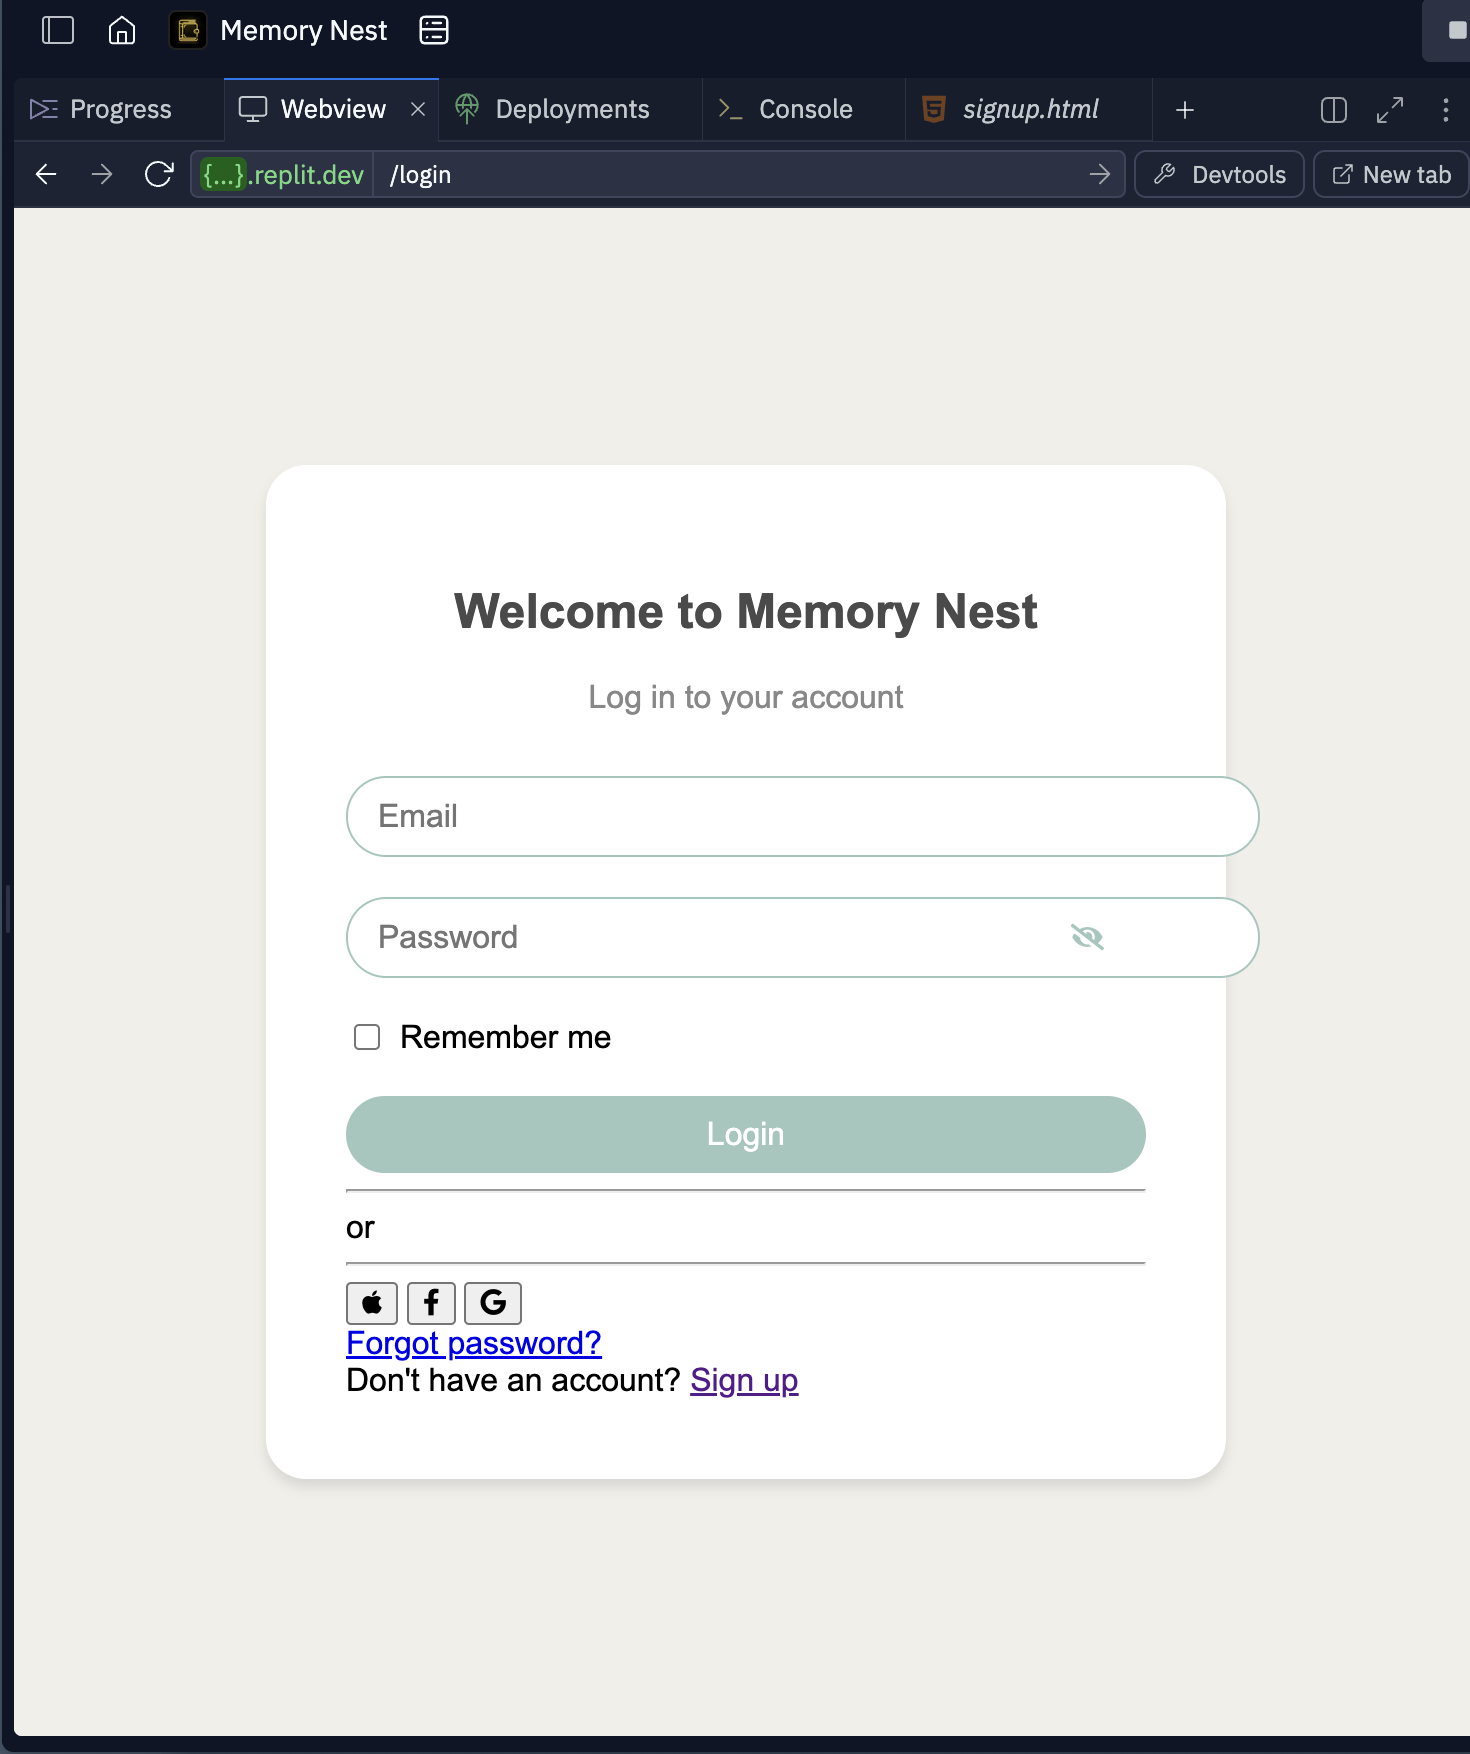 Memory Nest
Progress Webview Deployments Console signup.html
{...}.replit.dev /login Devtools New tab
Welcome to Memory Nest
Log in to your account
Email
Password
Remember me
Login
or
Forgot password?
Don't have an account? Sign up